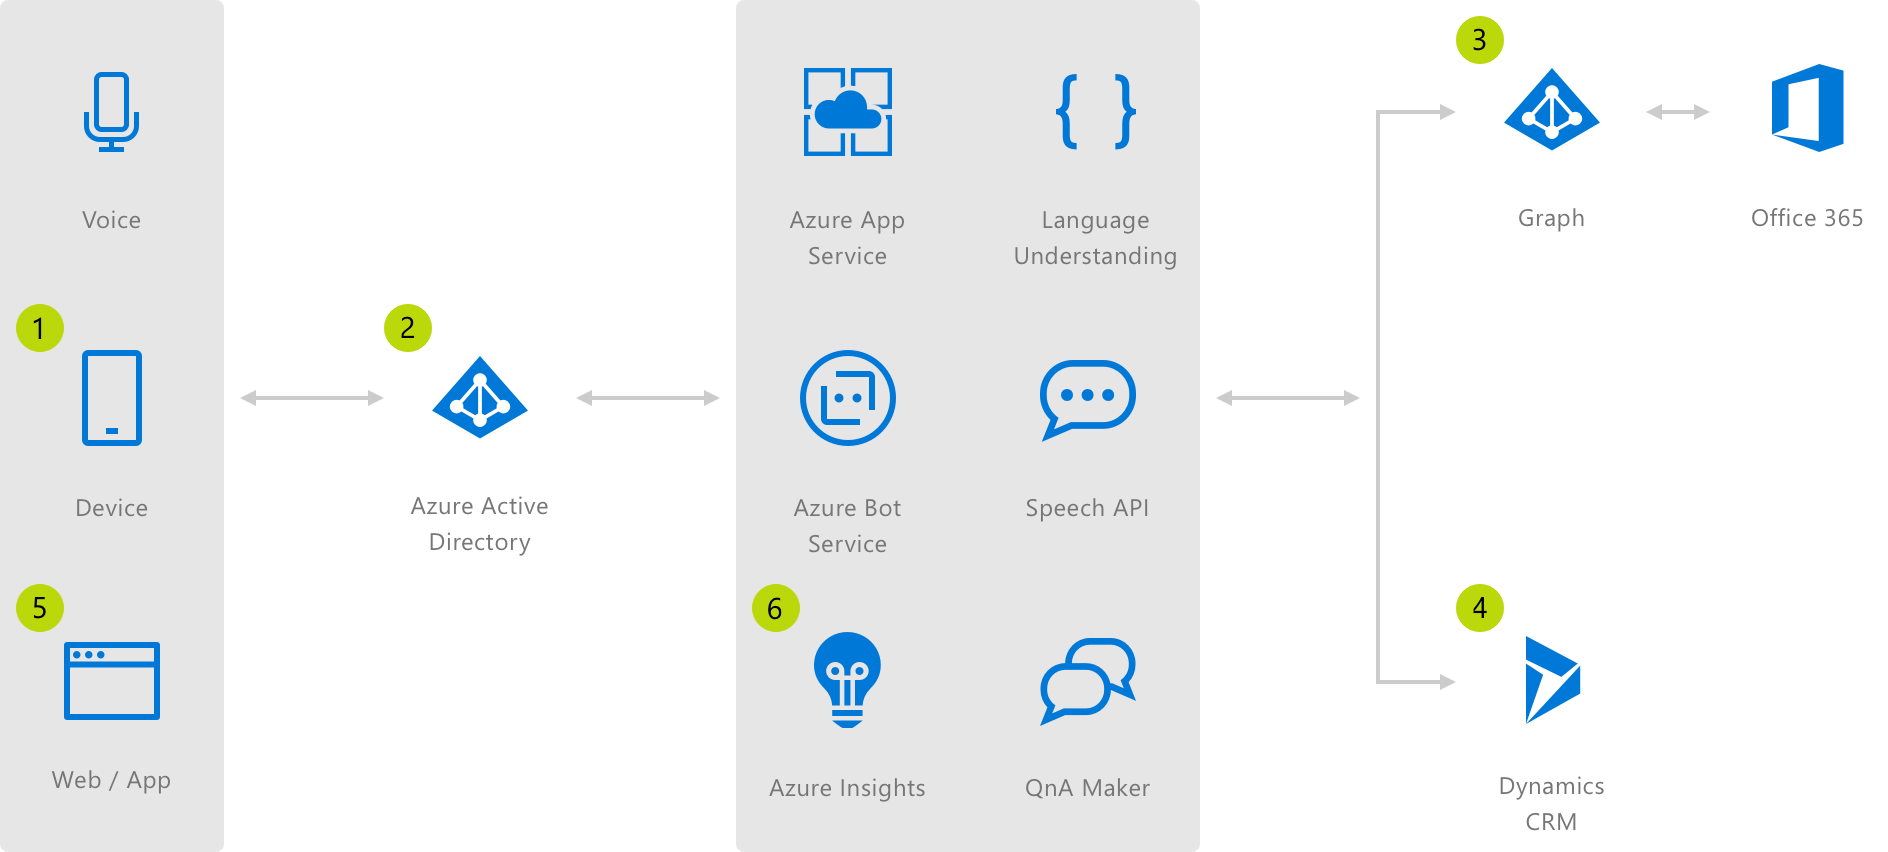 Voice
1
Device
5
Web / App
2
Azure Active
Directory
Azure App
Service
Language
Understanding
Azure Bot
Service
Speech API
6
Azure Insights
QnA Maker
3
Graph
Office 365
4
Dynamics
CRM